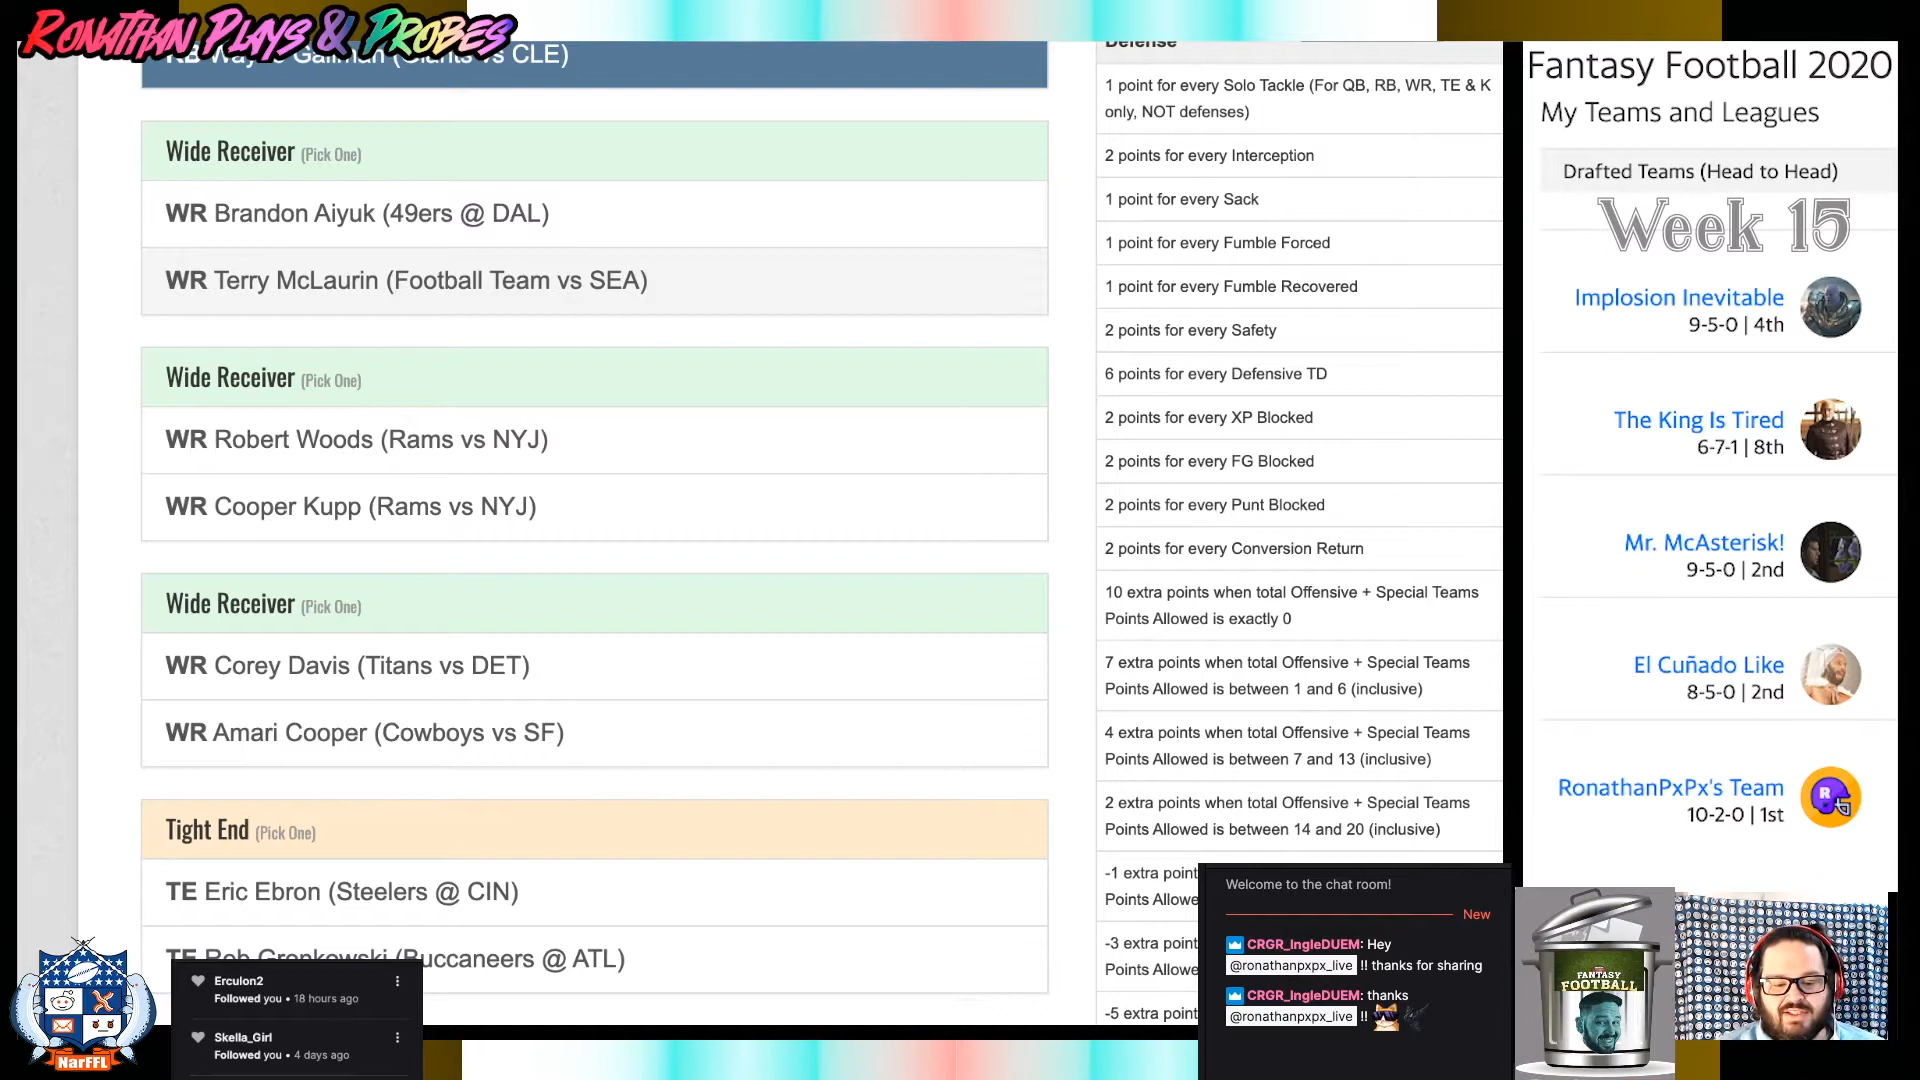 RONATHAN PLAYS & PROBES
RB Wayne Gallman (Giants vs CLE)
Wide Receiver (Pick One)
WR Brandon Aiyuk (49ers @ DAL)
WR Terry McLaurin (Football Team vs SEA)
Wide Receiver (Pick One)
WR Robert Woods (Rams vs NYJ)
WR Cooper Kupp (Rams vs NYJ)
Wide Receiver (Pick One)
WR Corey Davis (Titans vs DET)
WR Amari Cooper (Cowboys vs SF)
Tight End (Pick One)
TE Eric Ebron (Steelers @ CIN)
TE Rob Gronkowski (Buccaneers @ ATL)
NarFFL
Erculon2
Followed you • 18 hours ago
Skella_Girl
Followed you • 4 days ago
Defense
1 point for every Solo Tackle (For QB, RB, WR, TE & K
only, NOT defenses)
2 points for every Interception
1 point for every Sack
1 point for every Fumble Forced
1 point for every Fumble Recovered
2 points for every Safety
6 points for every Defensive TD
2 points for every XP Blocked
2 points for every FG Blocked
2 points for every Punt Blocked
2 points for every Conversion Return
10 extra points when total Offensive + Special Teams
Points Allowed is exactly 0
7 extra points when total Offensive + Special Teams
Points Allowed is between 1 and 6 (inclusive)
4 extra points when total Offensive + Special Teams
Points Allowed is between 7 and 13 (inclusive)
2 extra points when total Offensive + Special Teams
Points Allowed is between 14 and 20 (inclusive)
-1 extra point
Points Allowe
-3 extra point
Points Allowe
-5 extra point
Welcome to the chat room!
New
CRGR_IngleDUEM: Hey
@ronathanpxpx_live !! thanks for sharing
CRGR_IngleDUEM: thanks
@ronathanpxpx_live !!
Fantasy Football 2020
My Teams and Leagues
Drafted Teams (Head to Head)
Week 15
Implosion Inevitable
9-5-0 | 4th
The King Is Tired
6-7-1 | 8th
Mr. McAsterisk!
9-5-0 | 2nd
El Cuñado Like
8-5-0 | 2nd
RonathanPxPx's Team
10-2-0 | 1st
R
FANTASY
FOOTBALL